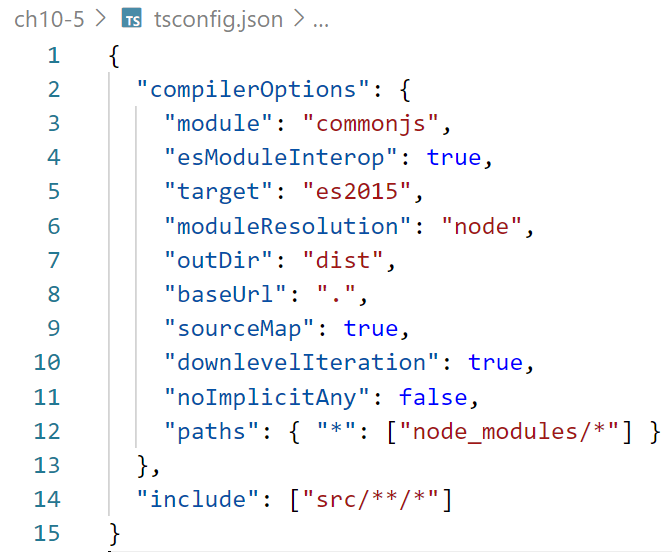 ch10-5 > TS tsconfig.json > ...
1 {
2   "compilerOptions": {
3     "module": "commonjs",
4     "esModuleInterop": true,
5     "target": "es2015",
6     "moduleResolution": "node",
7     "outDir": "dist",
8     "baseUrl": ".",
9     "sourceMap": true,
10     "downlevelIteration": true,
11     "noImplicitAny": false,
12     "paths": { "*": ["node_modules/*"] }
13   },
14   "include": ["src/**/*"]
15 }